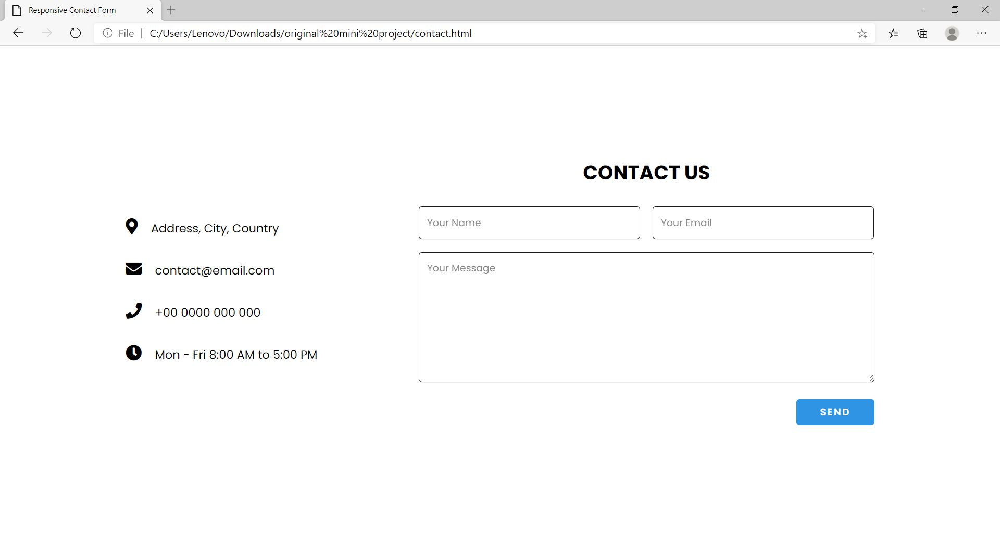 Responsive Contact Form
File
C:/Users/Lenovo/Downloads/original%20mini%20project/contact.html
CONTACT US
Address, City, Country
contact@email.com
+00 0000 000 000
Mon - Fri 8:00 AM to 5:00 PM
Your Name
Your Email
Your Message
SEND